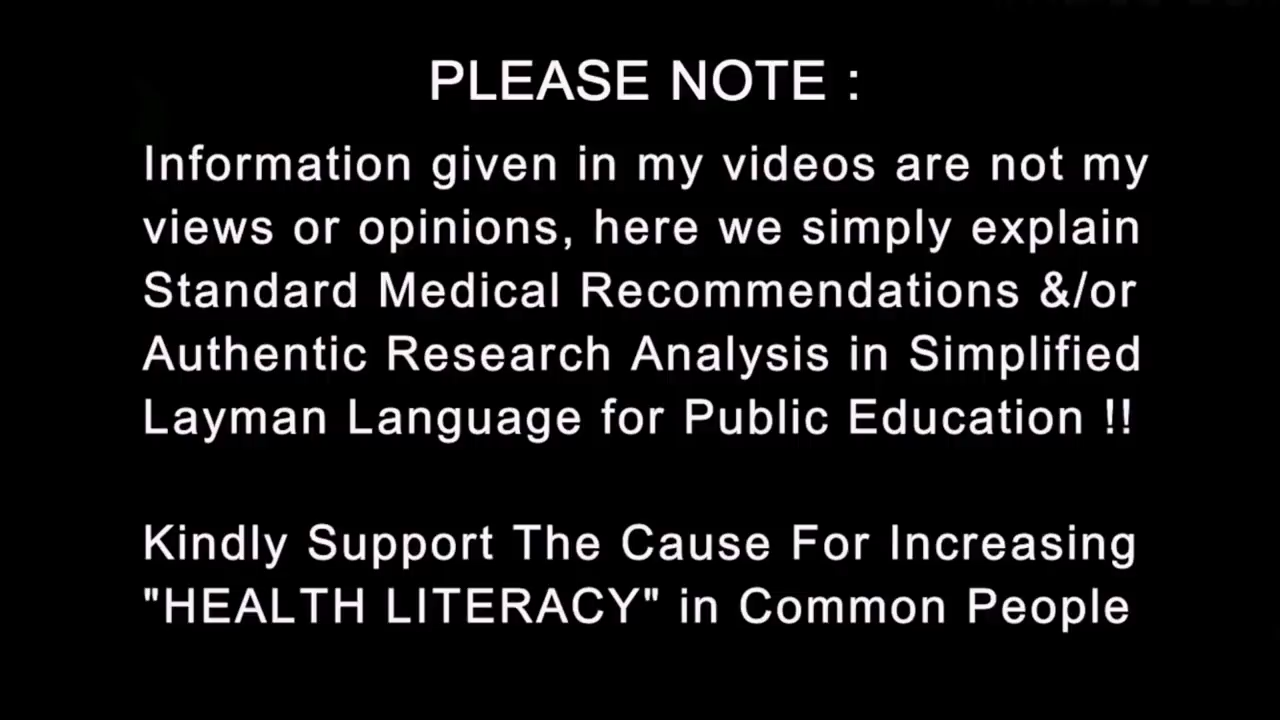 PLEASE NOTE :
Information given in my videos are not my
views or opinions, here we simply explain
Standard Medical Recommendations &/or
Authentic Research Analysis in Simplified
Layman Language for Public Education !!
Kindly Support The Cause For Increasing
"HEALTH LITERACY" in Common People